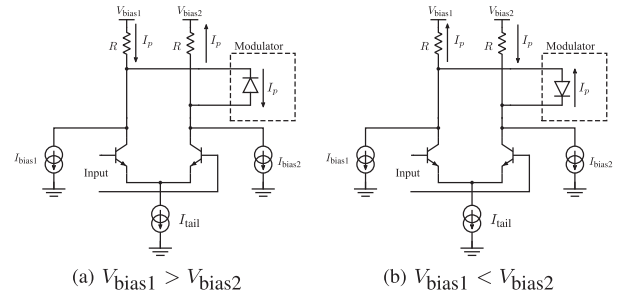 V_bias1 V_bias2
R I_p R I_p
Modulator
I_p
I_bias1
Input
I_bias2
I_tail
(a) V_bias1 > V_bias2
V_bias1 V_bias2
R I_p R I_p
Modulator
I_p
I_bias1
Input
I_bias2
I_tail
(b) V_bias1 < V_bias2